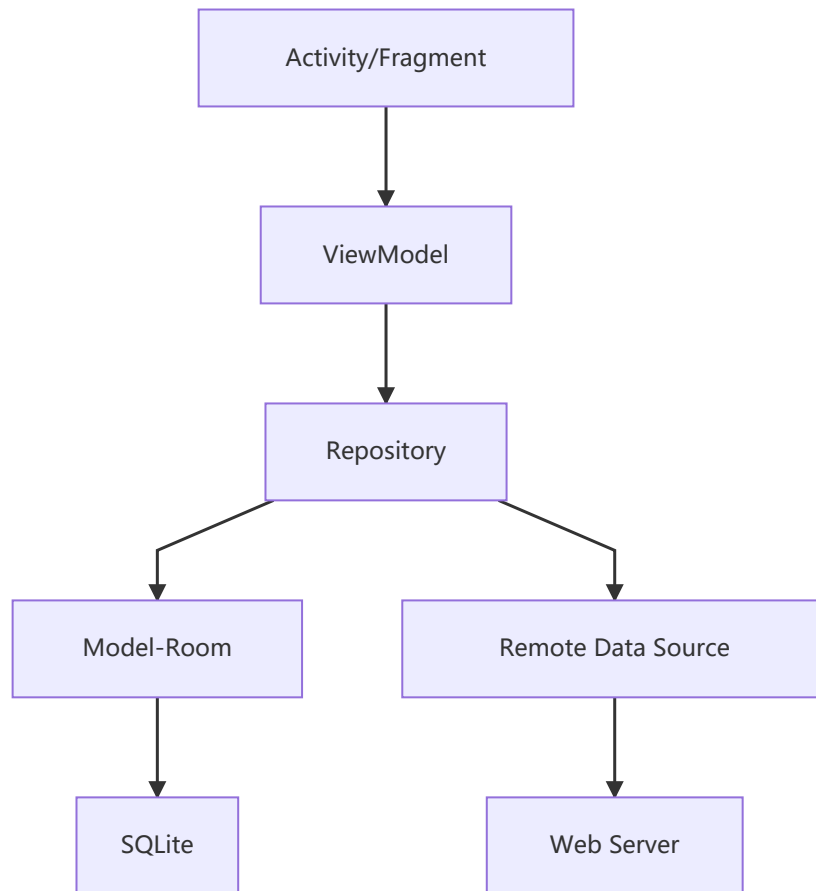 Activity/Fragment
ViewModel
Repository
Model-Room
Remote Data Source
SQLite
Web Server